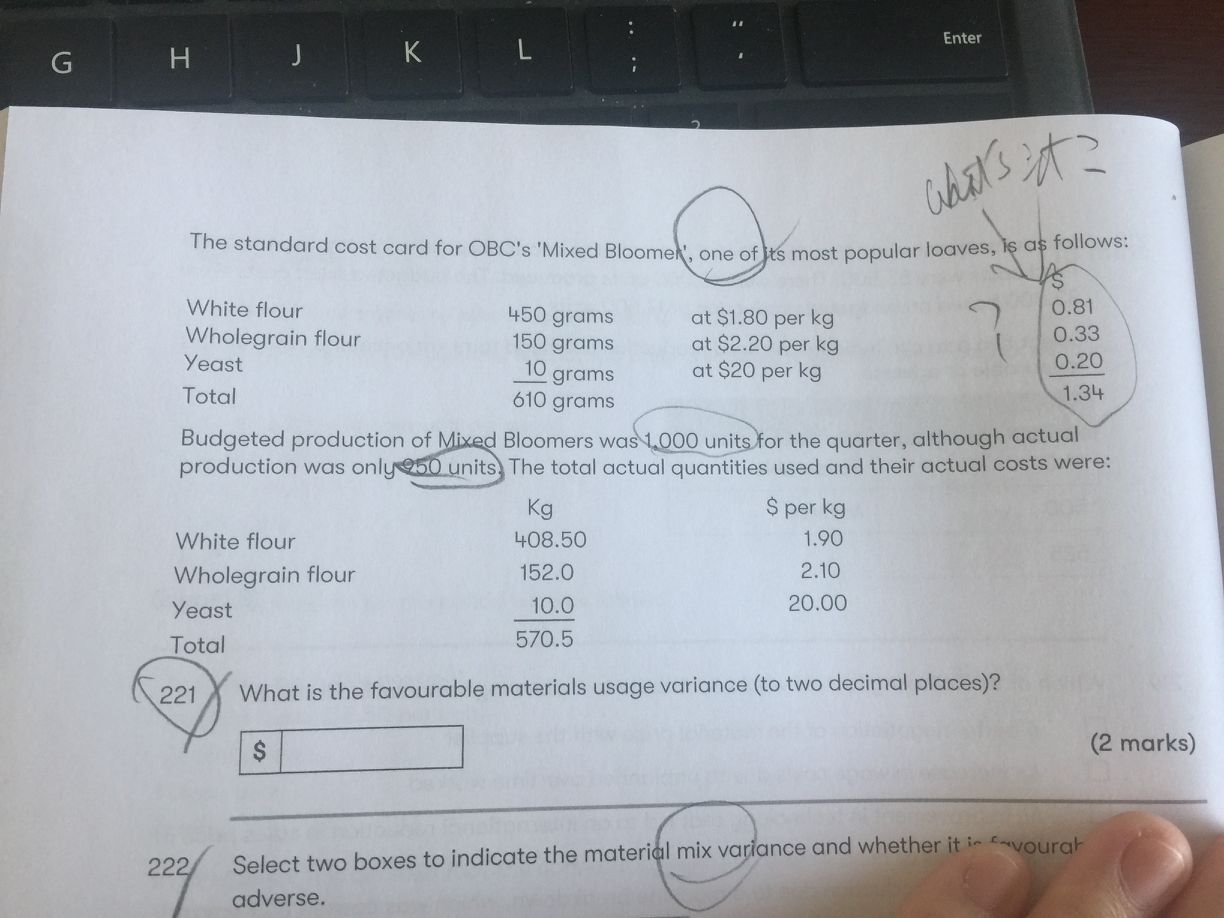 G H J K L : ; " ' Enter
?
what's it?
The standard cost card for OBC's 'Mixed Bloomer', one of its most popular loaves, is as follows:
$
White flour 450 grams at $1.80 per kg 0.81
Wholegrain flour 150 grams at $2.20 per kg 0.33
Yeast 10 grams at $20 per kg 0.20
Total 610 grams 1.34
Budgeted production of Mixed Bloomers was 1,000 units for the quarter, although actual
production was only 950 units. The total actual quantities used and their actual costs were:
Kg $ per kg
White flour 408.50 1.90
Wholegrain flour 152.0 2.10
Yeast 10.0 20.00
Total 570.5
221 What is the favourable materials usage variance (to two decimal places)?
$
(2 marks)
222 Select two boxes to indicate the material mix variance and whether it is
adverse.